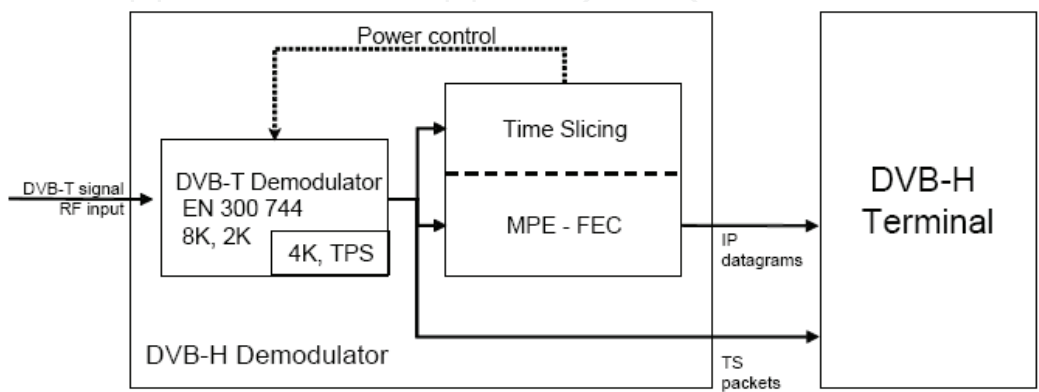 Power control
Time Slicing
DVB-T signal
RF input
DVB-T Demodulator
EN 300 744
8K, 2K
4K, TPS
MPE - FEC
IP
datagrams
DVB-H
Terminal
DVB-H Demodulator
TS
packets